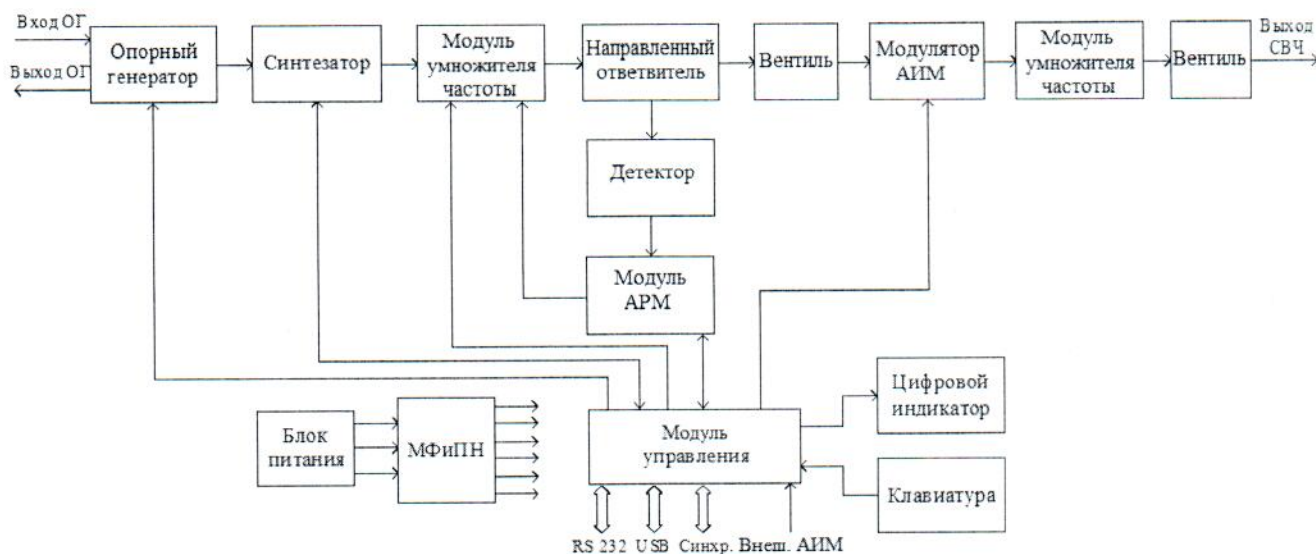 Вход ОГ
Выход ОГ
Опорный
генератор
Синтезатор
Модуль
умножителя
частоты
Направленный
ответвитель
Вентиль
Модулятор
АИМ
Модуль
умножителя
частоты
Вентиль
Выход
СВЧ
Детектор
Модуль
АРМ
Блок
питания
МФиПН
Модуль
управления
Цифровой
индикатор
Клавиатура
RS 232 USB Синхр. Внеш. АИМ